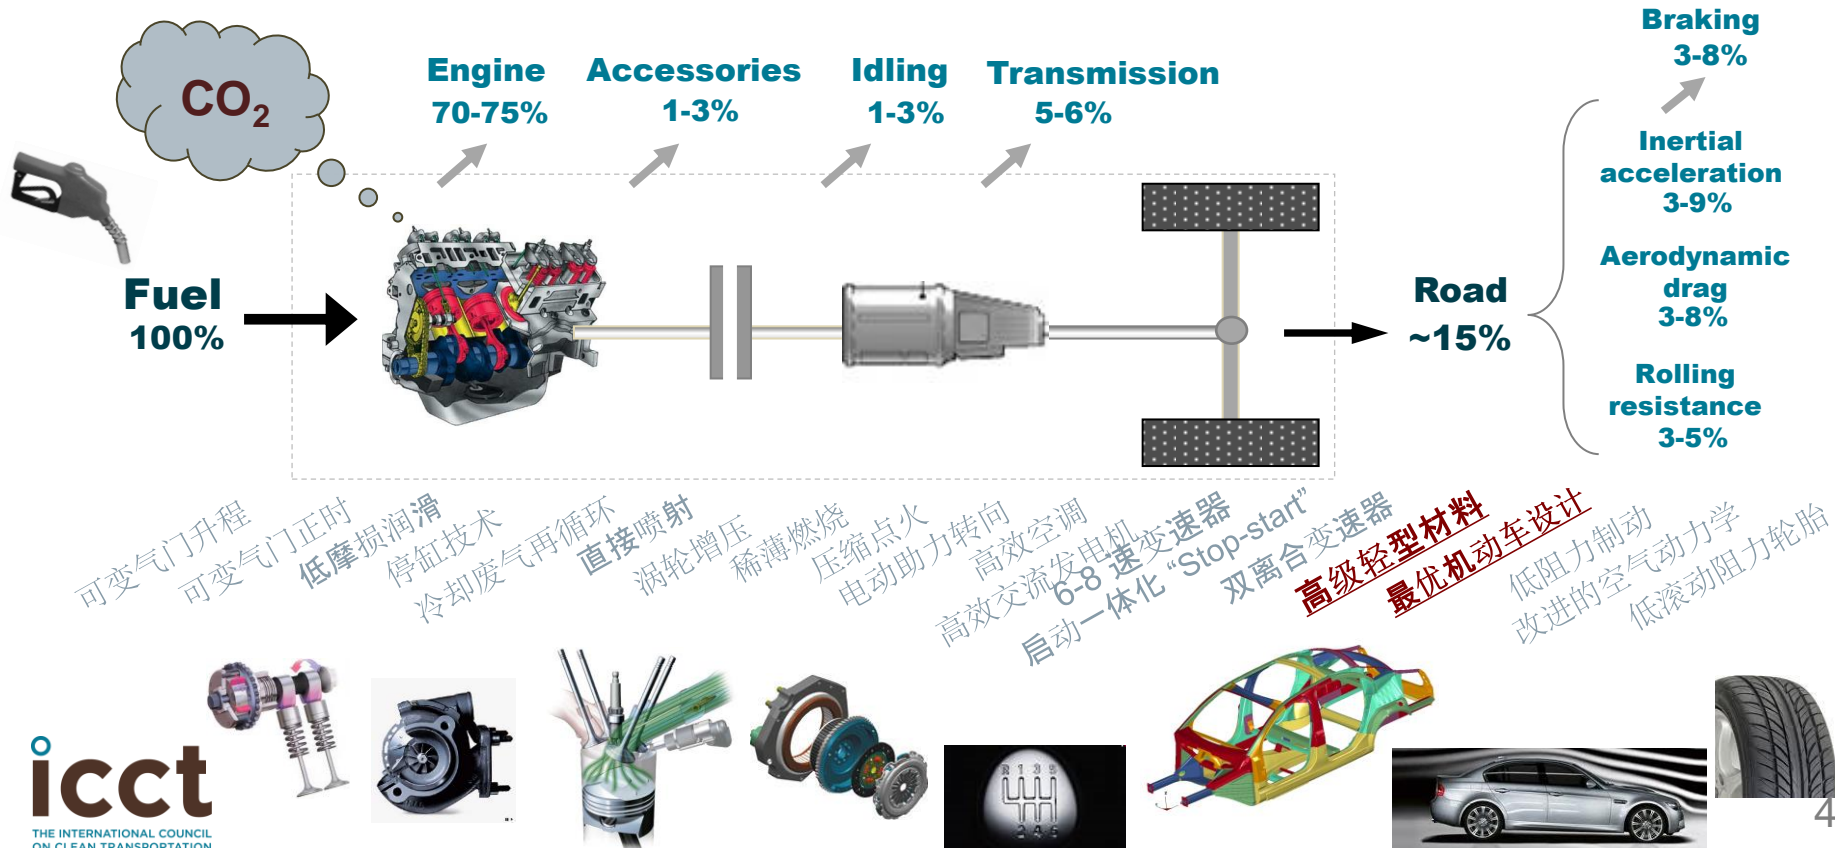 CO2
Engine
70-75%
Accessories
1-3%
Idling
1-3%
Transmission
5-6%
Braking
3-8%
Inertial
acceleration
3-9%
Aerodynamic
drag
3-8%
Rolling
resistance
3-5%
Fuel
100%
Road
~15%
可变气门升程
可变气门正时
低摩损润滑
停缸技术
冷却废气再循环
直接喷射
涡轮增压
稀薄燃烧
压缩点火
电动助力转向
高效空调
高效交流发电机
6-8 速变速器
启动一体化 “Stop-start”
双离合变速器
高级轻型材料
最优机动车设计
低阻力制动
改进的空气动力学
低滚动阻力轮胎
R 1 3 5
2 4 6
icct
THE INTERNATIONAL COUNCIL
ON CLEAN TRANSPORTATION
4